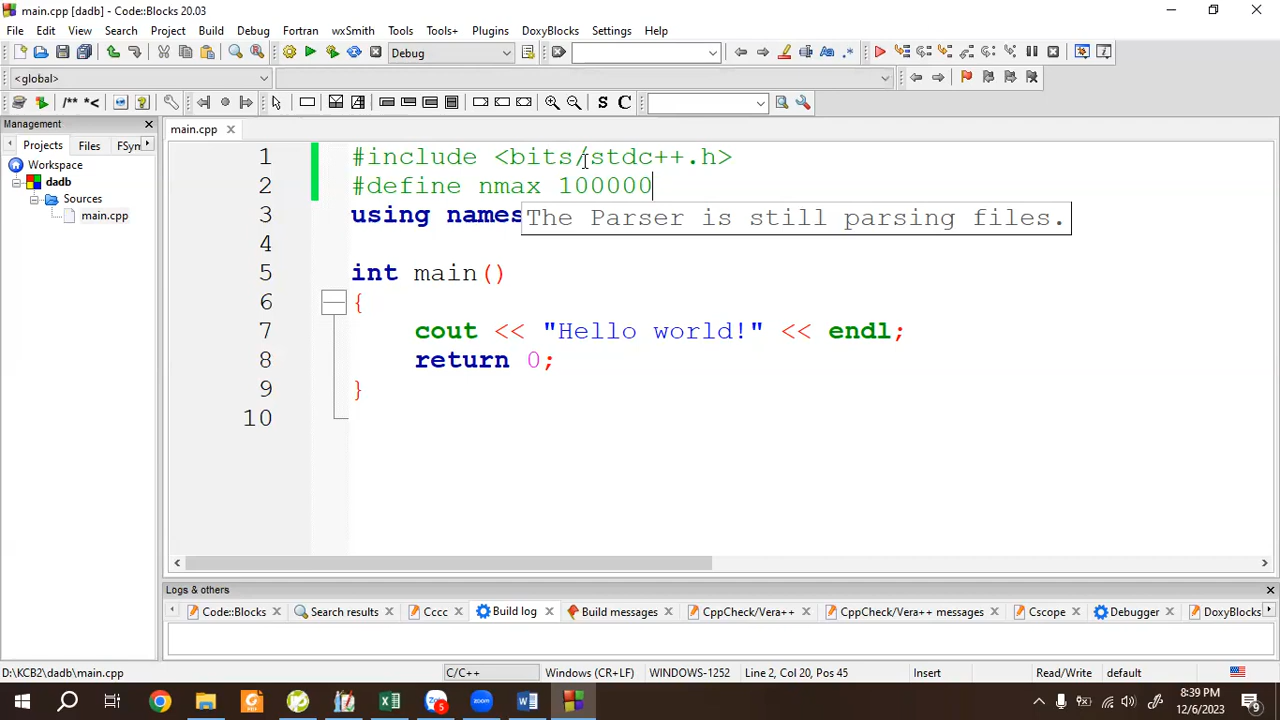 main.cpp [dadb] - Code::Blocks 20.03
File Edit View Search Project Build Debug Fortran wxSmith Tools Tools+ Plugins DoxyBlocks Settings Help
Debug
<global>
/** *<
S C
Management
Projects Files FSym
Workspace
dadb
Sources
main.cpp
main.cpp
1 #include <bits/stdc++.h>
2 #define nmax 100000
3 using names
The Parser is still parsing files.
4
5 int main()
6 {
7 cout << "Hello world!" << endl;
8 return 0;
9 }
10
Logs & others
Code::Blocks Search results Cccc Build log Build messages CppCheck/Vera++ CppCheck/Vera++ messages Cscope Debugger DoxyBlocks
D:\KCB2\dadb\main.cpp C/C++ Windows (CR+LF) WINDOWS-1252 Line 2, Col 20, Pos 45 Insert Read/Write default
5
8:39 PM
12/6/2023
9